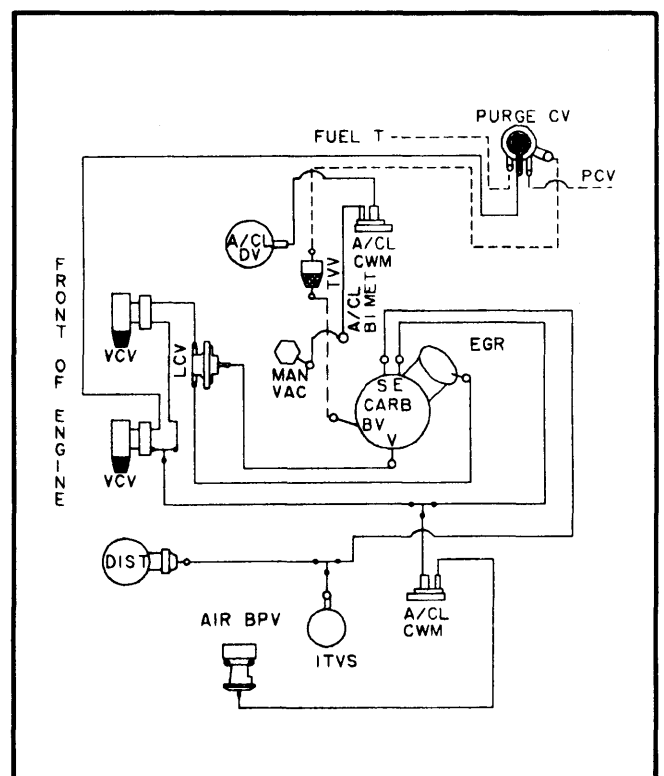 PURGE CV
FUEL T
PCV
A/CL
DV
A/CL
CWM
TVV
A/CL
BIMET
FRONT OF ENGINE
VCV
LCV
MAN
VAC
EGR
S E
CARB
BV
V
VCV
DIST
A/CL
CWM
AIR BPV
ITVS